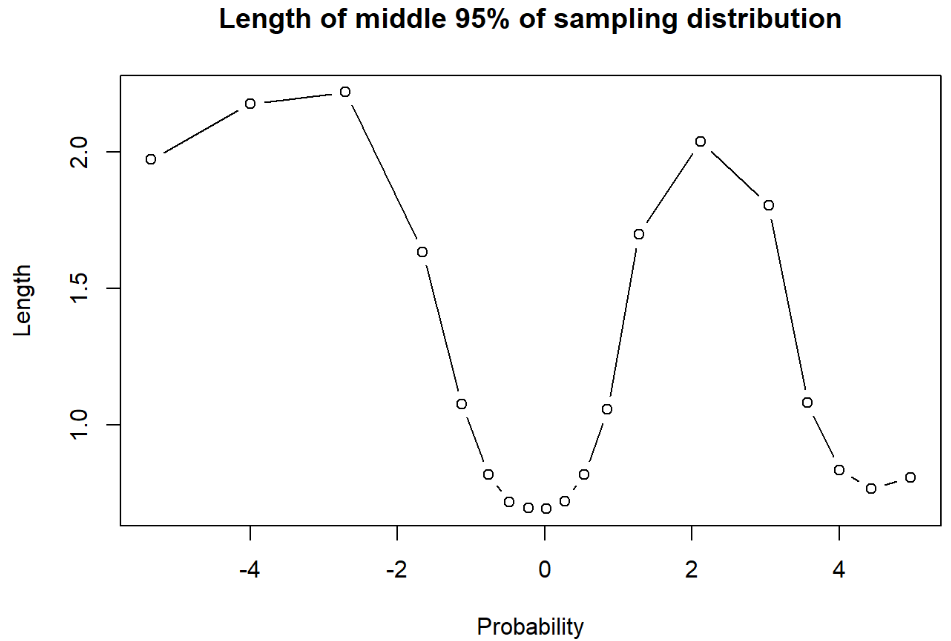 Length of middle 95% of sampling distribution
Length
2.0
1.5
1.0
-4 -2 0 2 4
Probability